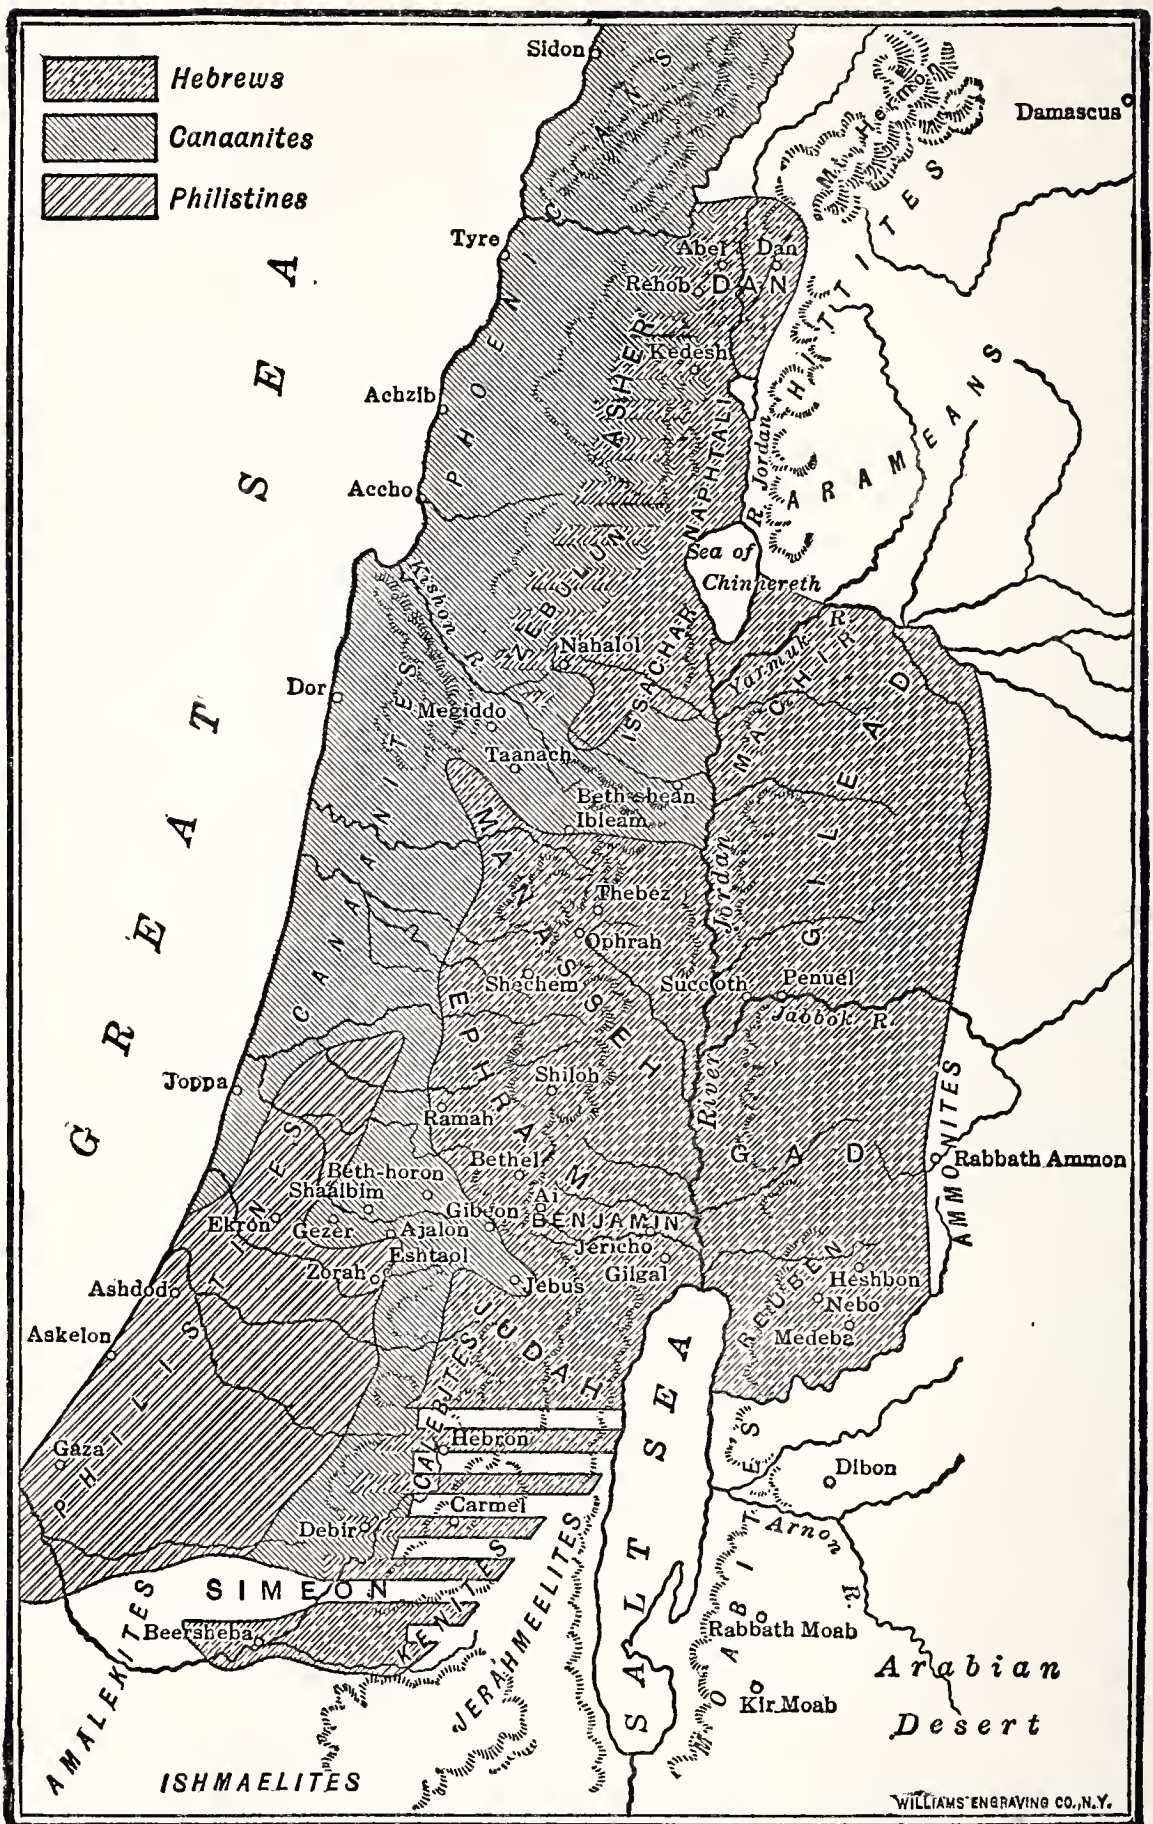 Hebrews
Canaanites
Philistines
Sidon
Damascus
Mt. Hermon
HITTITES
Tyre
PHOENICIANS
Abel
Dan
Rehob
DAN
Kedesh
ASHER
NAPHTALI
R Jordan
ARAMEANS
Achzib
Accho
Sea of
Chinnereth
GREAT SEA
Kishon R.
ZEBULUN
Nahalol
ISSACHAR
Yarmuk R
MACHIR
GILEAD
Dor
Megiddo
Taanach
Beth-shean
Ibleam
CANAANITES
MANASSEH
Thebez
Ophrah
Shechem
Succoth
Penuel
Jabbok R.
River Jordan
EPHRAIM
Shiloh
Joppa
Ramah
Bethel
GAD
AMMONITES
Rabbath Ammon
Beth-horon
Shaalbim
Ai
Gibeon
BENJAMIN
Ekron
Gezer
Ajalon
Jericho
Eshtaol
Gilgal
Zorah
Jebus
REUBEN
Heshbon
Nebo
Medeba
Ashdod
Askelon
PHILISTINES
JUDAH
Gaza
CALEBITES
Hebron
Carmel
Debir
SALT SEA
Dibon
Arnon R.
MOABITES
SIMEON
Beersheba
KENITES
JERAHMEELITES
AMALEKITES
ISHMAELITES
Rabbath Moab
Kir Moab
Arabian
Desert
WILLIAMS ENGRAVING CO., N.Y.